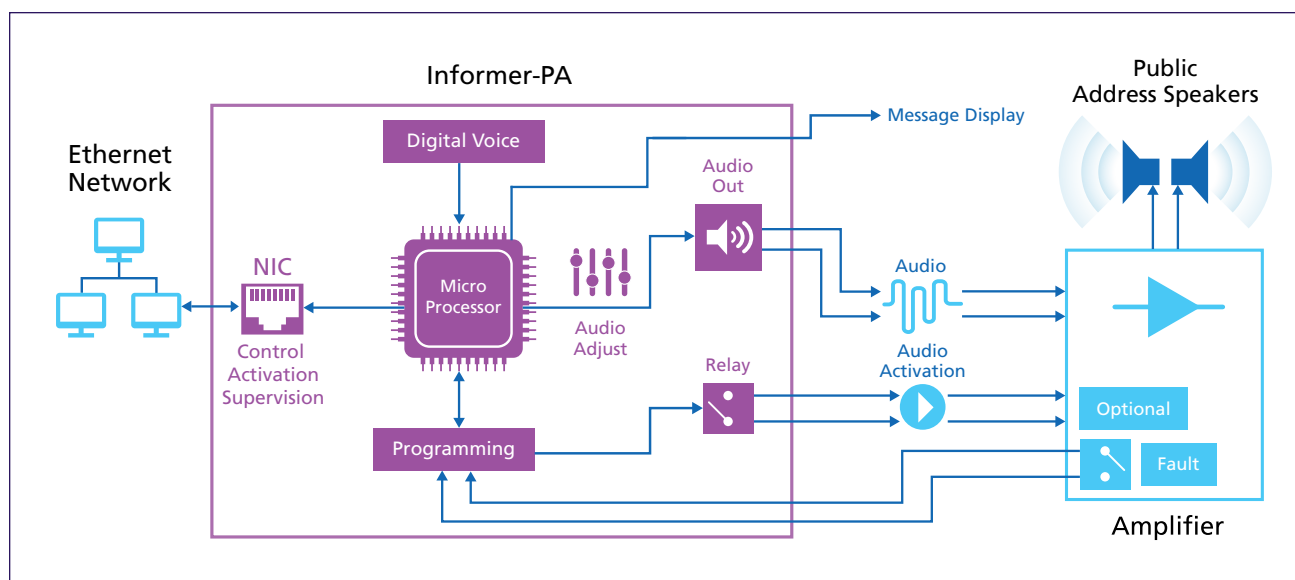 Informer-PA
Public
Address Speakers
Ethernet
Network
Digital Voice
Message Display
Audio
Out
NIC
Micro
Processor
Audio
Control
Activation
Supervision
Audio
Adjust
Audio
Activation
Relay
Optional
Programming
Fault
Amplifier